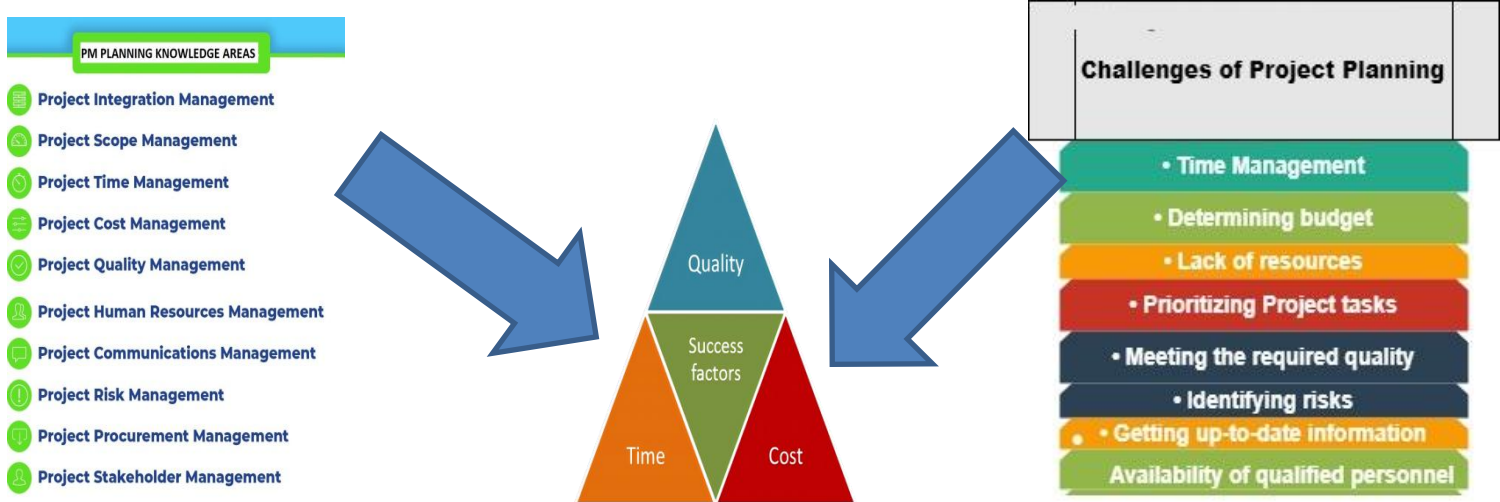 PM PLANNING KNOWLEDGE AREAS
Project Integration Management
Project Scope Management
Project Time Management
Project Cost Management
Project Quality Management
Project Human Resources Management
Project Communications Management
Project Risk Management
Project Procurement Management
Project Stakeholder Management
Quality
Success
factors
Time
Cost
Challenges of Project Planning
• Time Management
• Determining budget
• Lack of resources
• Prioritizing Project tasks
• Meeting the required quality
• Identifying risks
• • Getting up-to-date information
Availability of qualified personnel